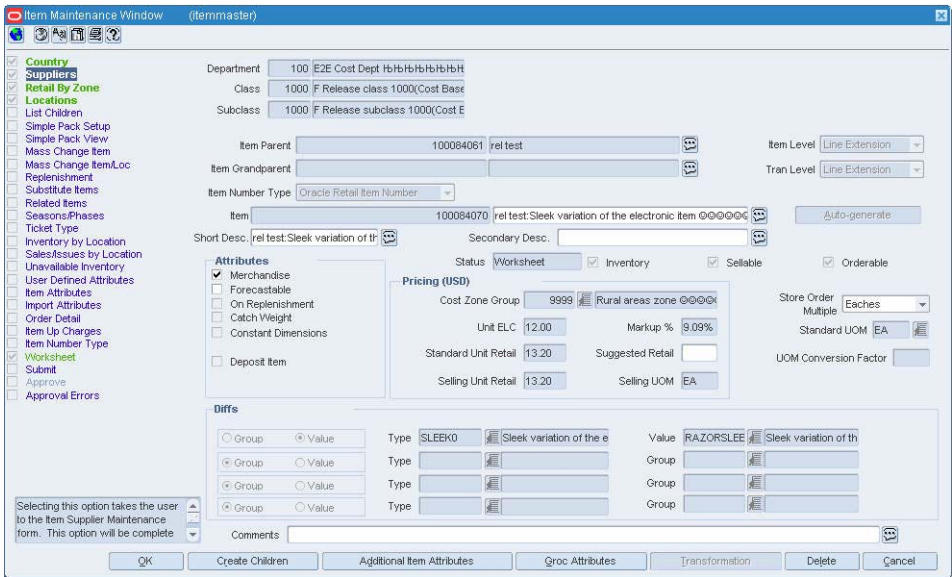 Item Maintenance Window (itemmaster)
Country
Suppliers
Retail By Zone
Locations
List Children
Simple Pack Setup
Simple Pack View
Mass Change Item
Mass Change Item/Loc
Replenishment
Substitute Items
Related Items
Seasons/Phases
Ticket Type
Inventory by Location
Sales/Issues by Location
Unavailable Inventory
User Defined Attributes
Item Attributes
Import Attributes
Order Detail
Item Up Charges
Item Number Type
Worksheet
Submit
Approve
Approval Errors
Selecting this option takes the user
to the Item Supplier Maintenance
form. This option will be complete
Department 100 E2E Cost Dept ЊЊЊЊЊЊЊ
Class 1000 F Release class 1000(Cost Base
Subclass 1000 F Release subclass 1000(Cost E
Item Parent 100084061 rel test Item Level Line Extension
Item Grandparent Tran Level Line Extension
Item Number Type Oracle Retail Item Number
Item 100084070 rel test:Sleek variation of the electronic item Auto-generate
Short Desc. rel test:Sleek variation of th Secondary Desc.
Attributes Status Worksheet Inventory Sellable Orderable
Merchandise
Forecastable
On Replenishment
Catch Weight
Constant Dimensions
Deposit Item
Pricing (USD)
Cost Zone Group 9999 Rural areas zone
Unit ELC 12.00 Markup % 9.09%
Standard Unit Retail 13.20 Suggested Retail
Selling Unit Retail 13.20 Selling UOM EA
Store Order
Multiple Eaches
Standard UOM EA
UOM Conversion Factor
Diffs
Group Value Type SLEEK0 Sleek variation of the e Value RAZORSLEE Sleek variation of th
Group Value Type Group
Group Value Type Group
Group Value Type Group
Comments
OK Create Children Additional Item Attributes Groc Attributes Transformation Delete Cancel